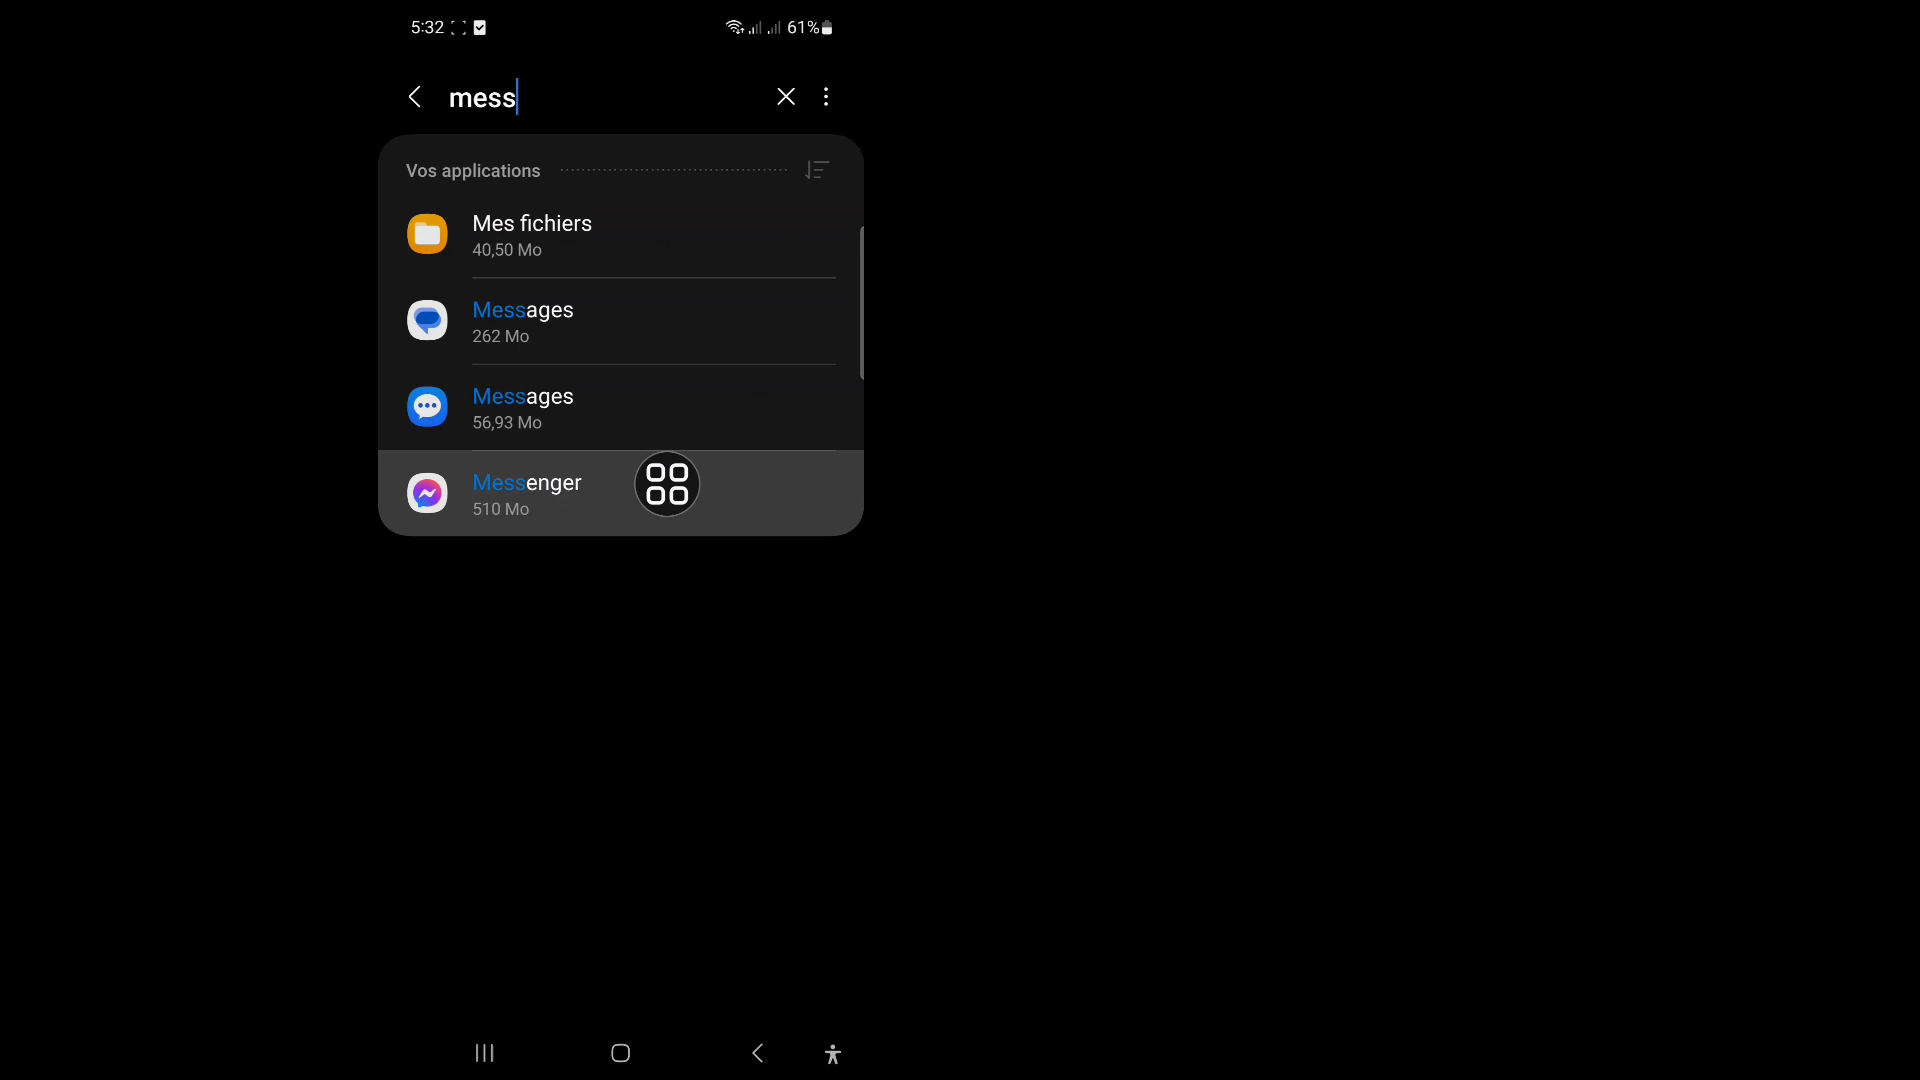 5:32 61%
mess
Vos applications
Mes fichiers
40,50 Mo
Messages
262 Mo
Messages
56,93 Mo
Messenger
510 Mo